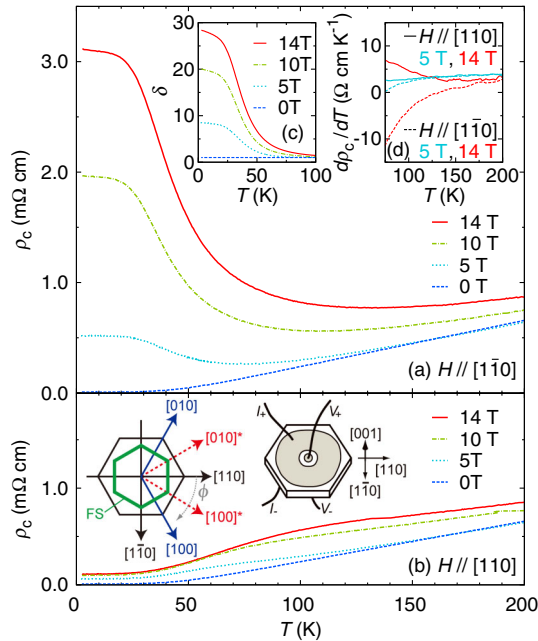 30
20
10
0
δ
14T
10T
5T
0T
(c)
0
50
100
T (K)
10
5
0
-5
-10
dρc/dT (Ω cm K⁻¹)
H // [110]
5 T, 14 T
H // [11̄0]
5 T, 14 T
(d)
100
200
T (K)
3.0
2.0
1.0
0.0
ρc (mΩ cm)
14 T
10 T
5 T
0 T
(a) H // [11̄0]
[010]
[010]*
[110]
ϕ
[100]*
[100]
[11̄0]
FS
I+
V+
I-
V-
[001]
[110]
[11̄0]
14 T
10 T
5T
0T
1.0
0.0
ρc (mΩ cm)
(b) H // [110]
0
50
100
150
200
T (K)